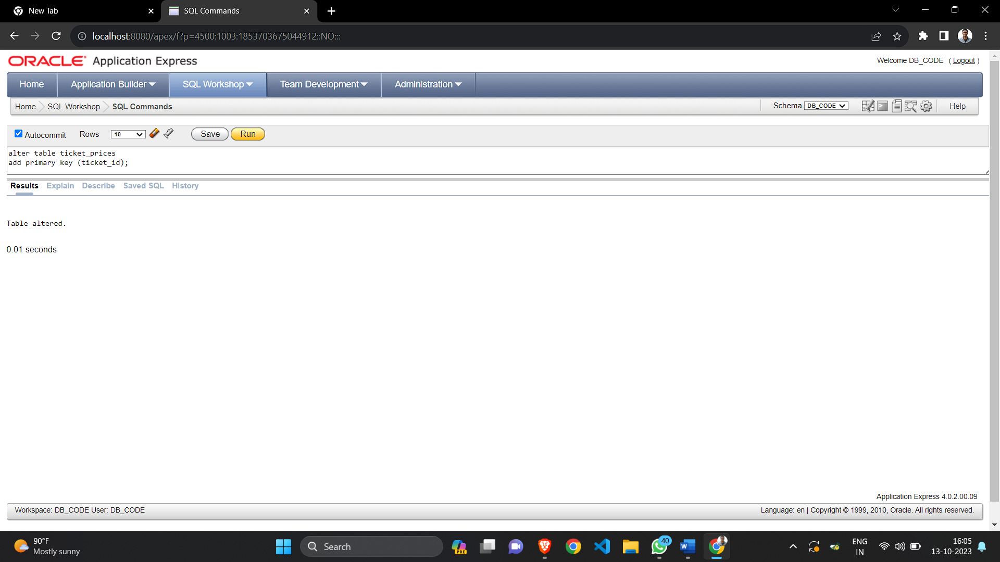 New Tab
SQL Commands
localhost:8080/apex/f?p=4500:1003:1853703675044912::NO:::
ORACLE Application Express
Welcome DB_CODE ( Logout )
Home
Application Builder
SQL Workshop
Team Development
Administration
Home SQL Workshop SQL Commands
Schema DB_CODE
Help
Autocommit Rows 10 Save Run
alter table ticket_prices
add primary key (ticket_id);
Results Explain Describe Saved SQL History
Table altered.
0.01 seconds
Application Express 4.0.2.00.09
Workspace: DB_CODE User: DB_CODE
Language: en | Copyright © 1999, 2010, Oracle. All rights reserved.
90°F
Mostly sunny
Search
PRE
40
W
ENG
IN
16:05
13-10-2023